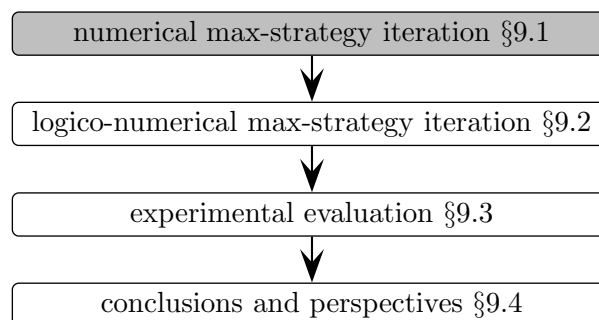 numerical max-strategy iteration §9.1
logico-numerical max-strategy iteration §9.2
experimental evaluation §9.3
conclusions and perspectives §9.4